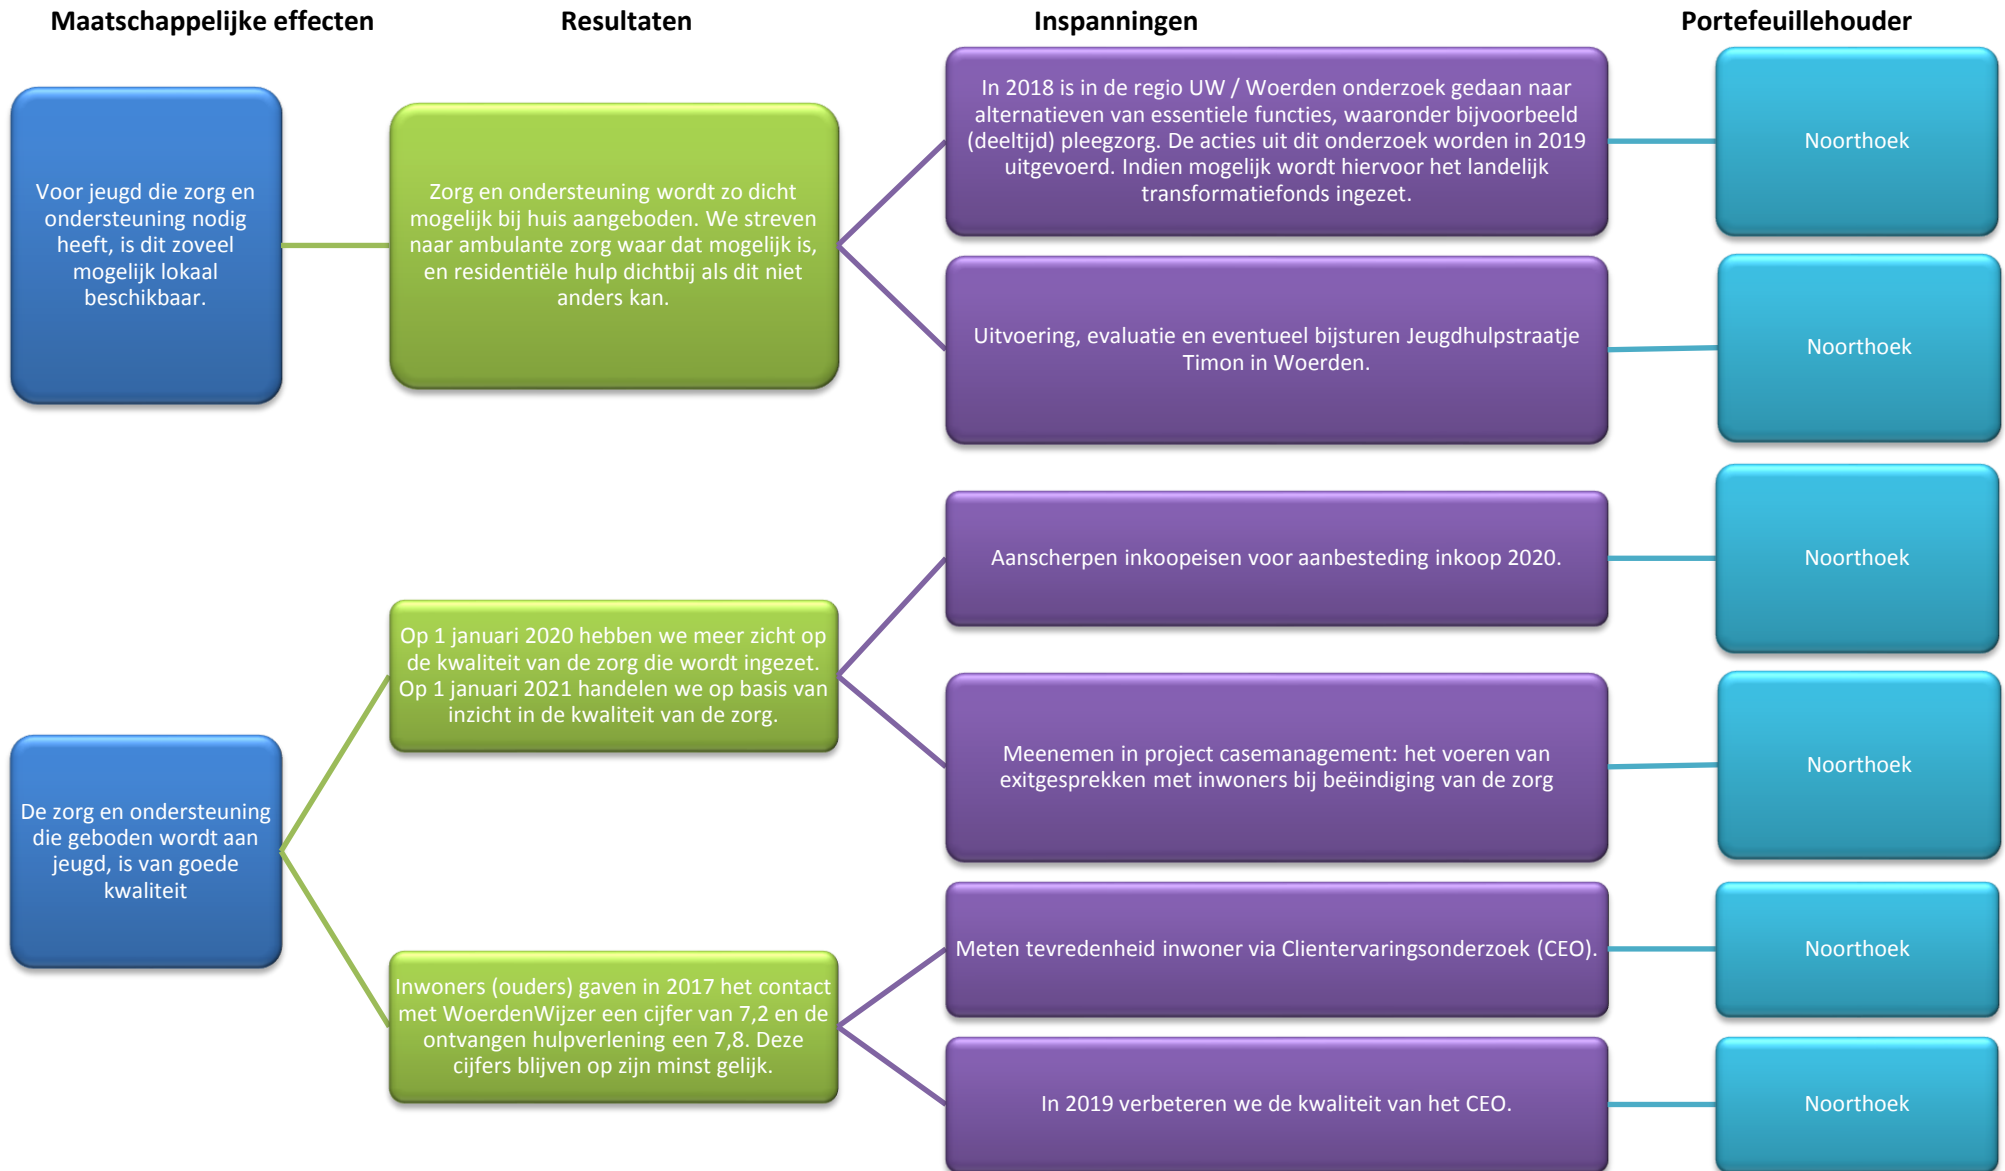 Maatschappelijke effecten
Resultaten
Inspanningen
Portefeuillehouder
Voor jeugd die zorg en
ondersteuning nodig
heeft, is dit zoveel
mogelijk lokaal
beschikbaar.
Zorg en ondersteuning wordt zo dicht
mogelijk bij huis aangeboden. We streven
naar ambulante zorg waar dat mogelijk is,
en residentiële hulp dichtbij als dit niet
anders kan.
In 2018 is in de regio UW / Woerden onderzoek gedaan naar
alternatieven van essentiele functies, waaronder bijvoorbeeld
(deeltijd) pleegzorg. De acties uit dit onderzoek worden in 2019
uitgevoerd. Indien mogelijk wordt hiervoor het landelijk
transformatiefonds ingezet.
Noorthoek
Uitvoering, evaluatie en eventueel bijsturen Jeugdhulpstraatje
Timon in Woerden.
Noorthoek
De zorg en ondersteuning
die geboden wordt aan
jeugd, is van goede
kwaliteit
Op 1 januari 2020 hebben we meer zicht op
de kwaliteit van de zorg die wordt ingezet.
Op 1 januari 2021 handelen we op basis van
inzicht in de kwaliteit van de zorg.
Aanscherpen inkoopeisen voor aanbesteding inkoop 2020.
Noorthoek
Meenemen in project casemanagement: het voeren van
exitgesprekken met inwoners bij beëindiging van de zorg
Noorthoek
Inwoners (ouders) gaven in 2017 het contact
met WoerdenWijzer een cijfer van 7,2 en de
ontvangen hulpverlening een 7,8. Deze
cijfers blijven op zijn minst gelijk.
Meten tevredenheid inwoner via Clientervaringsonderzoek (CEO).
Noorthoek
In 2019 verbeteren we de kwaliteit van het CEO.
Noorthoek